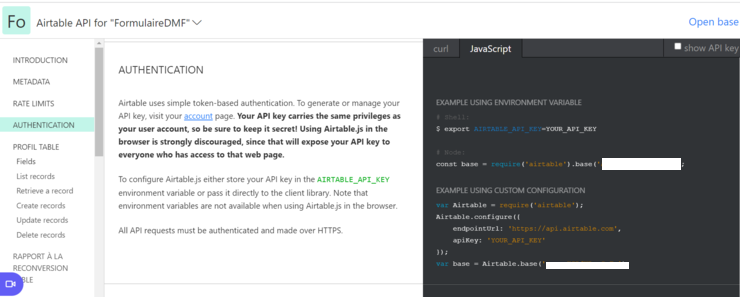 Fo Airtable API for "FormulaireDMF"
Open base
INTRODUCTION
METADATA
RATE LIMITS
AUTHENTICATION
PROFIL TABLE
Fields
List records
Retrieve a record
Create records
Update records
Delete records
RAPPORT À LA
RECONVERSION
BLE
AUTHENTICATION
Airtable uses simple token-based authentication. To generate or manage your
API key, visit your account page. Your API key carries the same privileges as
your user account, so be sure to keep it secret! Using Airtable.js in the
browser is strongly discouraged, since that will expose your API key to
everyone who has access to that web page.
To configure Airtable.js either store your API key in the AIRTABLE_API_KEY
environment variable or pass it directly to the client library. Note that
environment variables are not available when using Airtable.js in the browser.
All API requests must be authenticated and made over HTTPS.
curl JavaScript
show API key
EXAMPLE USING ENVIRONMENT VARIABLE
# Shell:
$ export AIRTABLE_API_KEY=YOUR_API_KEY
# Node:
const base = require('airtable').base('
;
EXAMPLE USING CUSTOM CONFIGURATION
var Airtable = require('airtable');
Airtable.configure({
endpointUrl: 'https://api.airtable.com',
apiKey: 'YOUR_API_KEY'
});
var base = Airtable.base('